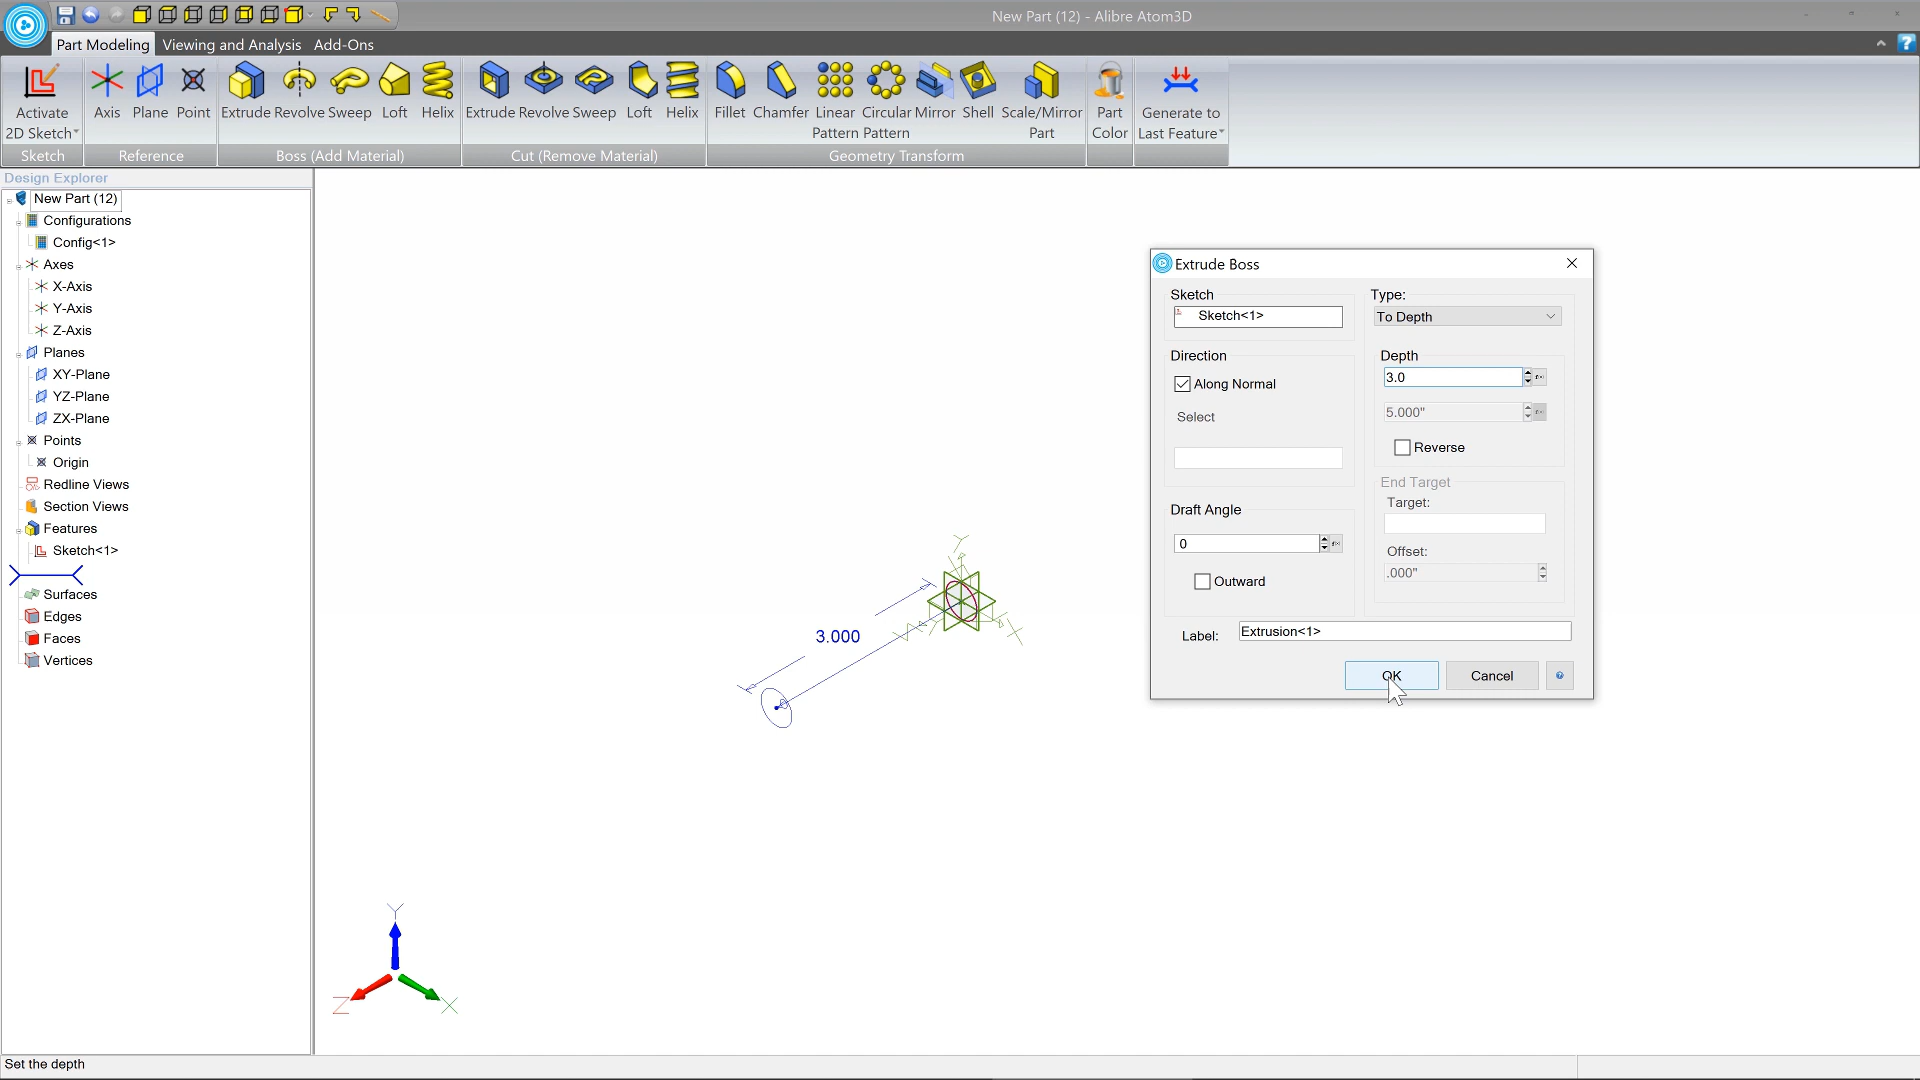 New Part (12) - Alibre Atom3D
Part Modeling Viewing and Analysis Add-Ons
Activate 2D Sketch
Axis Plane Point
Extrude Revolve Sweep Loft Helix
Extrude Revolve Sweep Loft Helix
Fillet Chamfer Linear Pattern Circular Pattern Mirror Shell Scale/Mirror Part
Part Color
Generate to Last Feature
Sketch Reference Boss (Add Material) Cut (Remove Material) Geometry Transform
Design Explorer
New Part (12)
Configurations
Config<1>
Axes
X-Axis
Y-Axis
Z-Axis
Planes
XY-Plane
YZ-Plane
ZX-Plane
Points
Origin
Redline Views
Section Views
Features
Sketch<1>
Surfaces
Edges
Faces
Vertices
Y
3.000
X
Y
Z
X
Extrude Boss
Sketch
Sketch<1>
Direction
Along Normal
Select
Draft Angle
0
Outward
Type:
To Depth
Depth
3.0
5.000"
Reverse
End Target
Target:
Offset:
.000"
Label: Extrusion<1>
OK Cancel
Set the depth